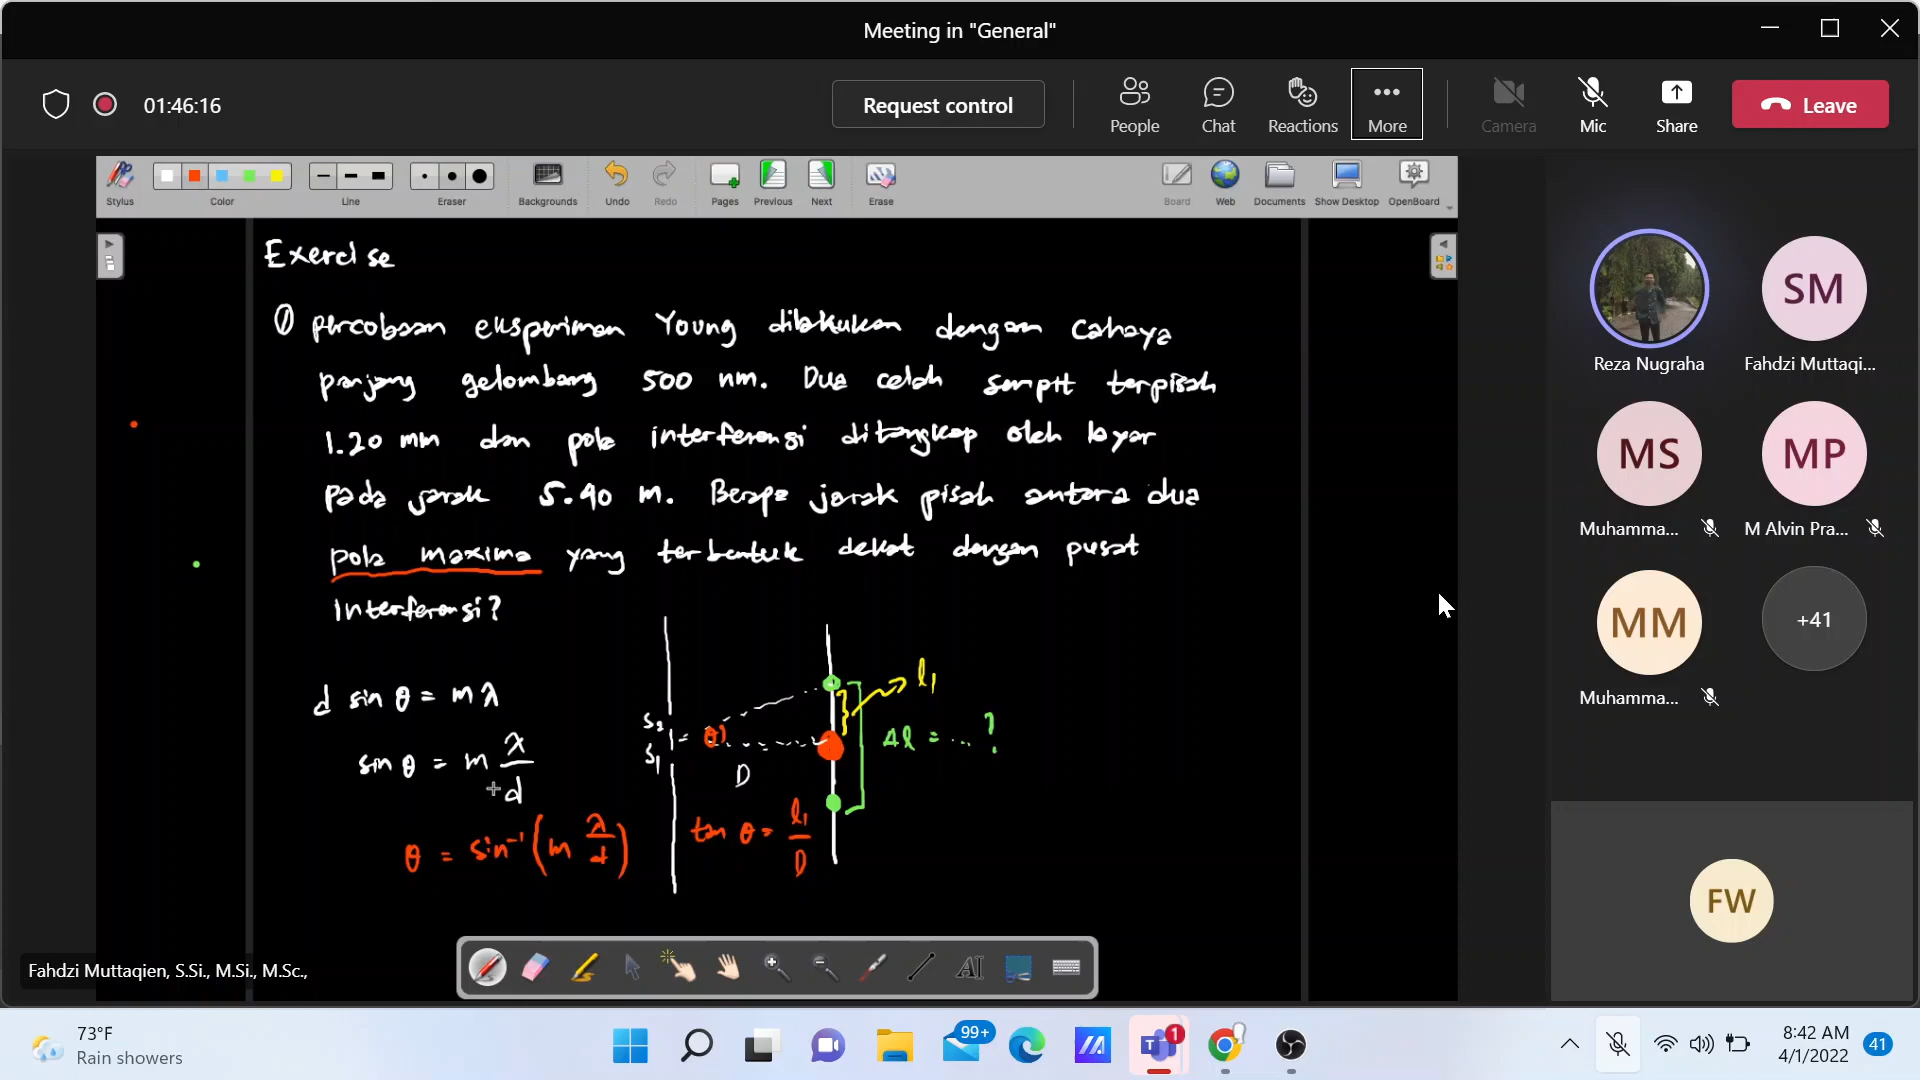 Meeting in "General"
01:46:16
Request control
People
Chat
Reactions
More
Camera
Mic
Share
Leave
Stylus
Color
Line
Eraser
Backgrounds
Undo
Redo
Pages
Previous
Next
Erase
Board
Web
Documents
Show Desktop
OpenBoard
Exercise
① percobaan eksperimen Young dilakukan dengan cahaya
panjang gelombang 500 nm. Dua celah sempit terpisah
1.20 mm dan pola interferensi ditangkap oleh layar
pada jarak 5.40 m. Berapa jarak pisah antara dua
pola maxima yang terbentuk dekat dengan pusat
interferensi?
d sin θ = m λ
sin θ = m λ/d
θ = sin⁻¹ (m λ/d)
S₂
S₁
θ
D
tan θ = l₁/D
l₁
Δl = ... ?
Fahdzi Muttaqien, S.Si., M.Si., M.Sc.,
Reza Nugraha
SM
Fahdzi Muttaqi...
MS
Muhamma...
MP
M Alvin Pra...
MM
Muhamma...
+41
FW
73°F
Rain showers
99+
1
8:42 AM
4/1/2022
41